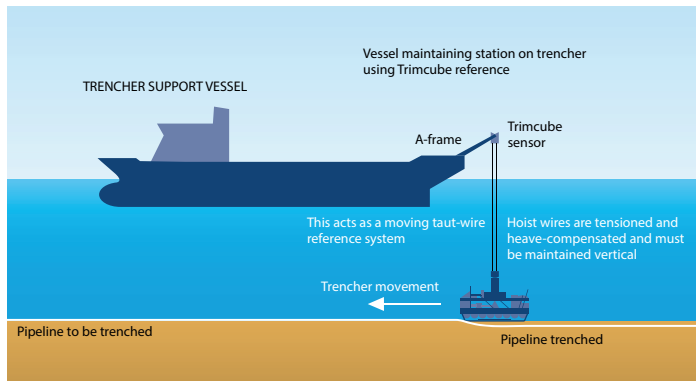 Vessel maintaining station on trencher
using Trimcube reference
TRENCHER SUPPORT VESSEL
A-frame
Trimcube
sensor
This acts as a moving taut-wire
reference system
Hoist wires are tensioned and
heave-compensated and must
be maintained vertical
Trencher movement
Pipeline to be trenched
Pipeline trenched